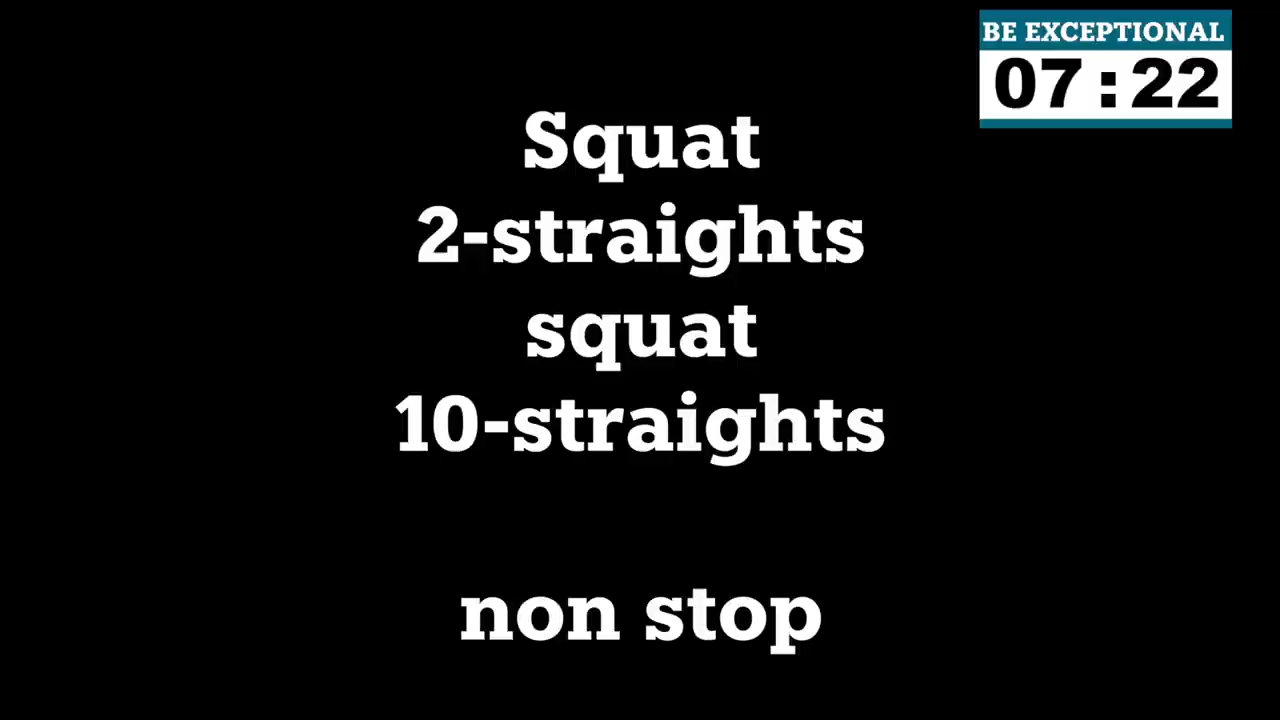 BE EXCEPTIONAL
07:22
Squat
2-straights
squat
10-straights
non stop